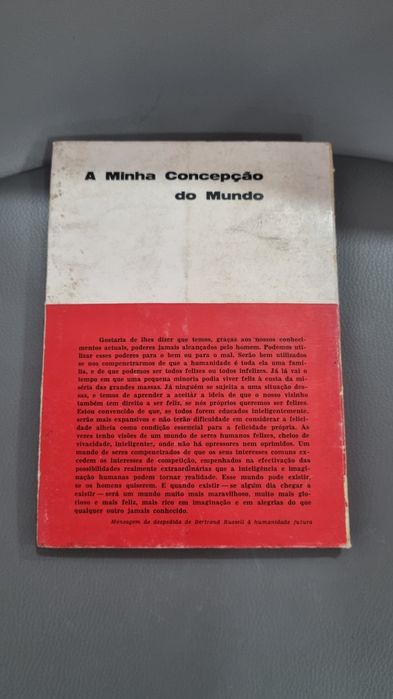 A Minha Concepção
do Mundo
Gostaria de lhes dizer que temos, graças aos nossos conheci-
mentos actuais, poderes jamais alcançados pelo homem. Podemos uti-
lizar esses poderes para o bem ou para o mal. Serão bem utilizados
se nos compenetrarmos de que a humanidade é toda ela uma famí-
lia, e de que podemos ser todos felizes ou todos infelizes. Já lá vai o
tempo em que uma pequena minoria podia viver feliz à custa da mi-
séria das grandes massas. Já ninguém se sujeita a uma situação des-
sas, e temos de aprender a aceitar a ideia de que o nosso vizinho
também tem direito a ser feliz, se nós próprios queremos ser felizes.
Estou convencido de que, se todos forem educados inteligentemente,
serão mais expansivos e não terão dificuldade em considerar a felici-
dade alheia como condição essencial para a felicidade própria. Às
vezes tenho visões de um mundo de seres humanos felizes, cheios de
vivacidade, inteligentes, onde não há opressores nem oprimidos. Um
mundo de seres compenetrados de que os seus interesses comuns ex-
cedem os interesses de competição, empenhados na efectivação das
possibilidades realmente extraordinárias que a inteligência e imagi-
nação humanas podem tornar realidade. Esse mundo pode existir,
se os homens quiserem. E quando existir — se algum dia chegar a
existir — será um mundo muito mais maravilhoso, muito mais glo-
rioso e mais feliz, mais rico em imaginação e em alegrias do que
qualquer outro jamais conhecido.
Mensagem de despedida de Bertrand Russell à humanidade futura